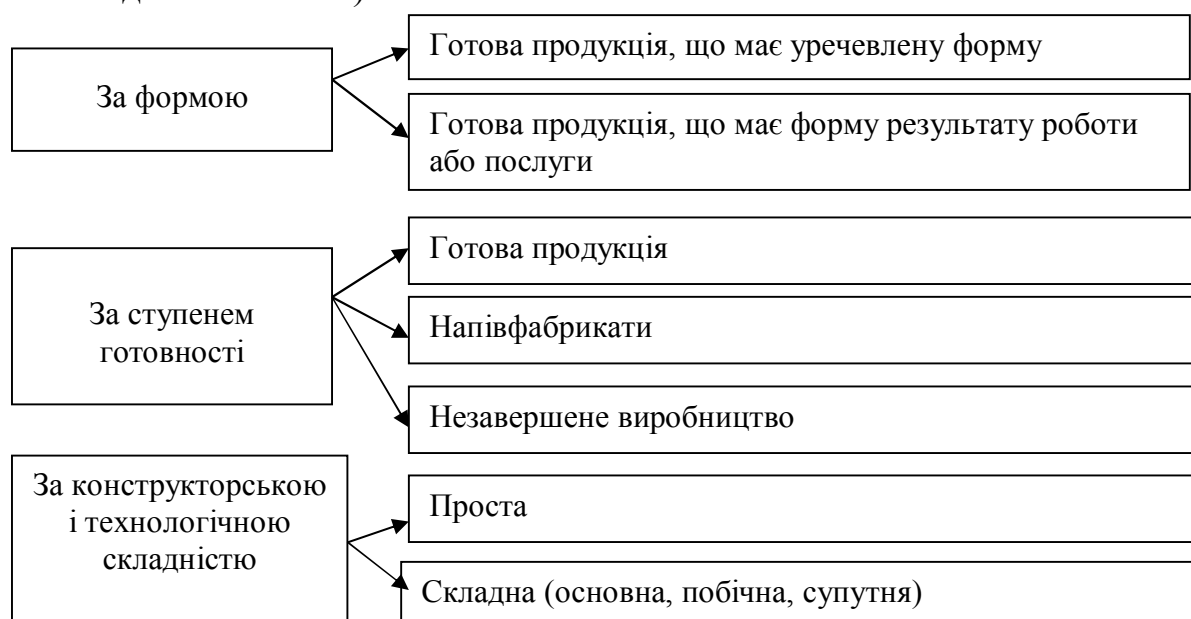 Готова продукція, що має уречевлену форму
За формою
Готова продукція, що має форму результату роботи
або послуги
Готова продукція
За ступенем
готовності
Напівфабрикати
Незавершене виробництво
За конструкторською
і технологічною
складністю
Проста
Складна (основна, побічна, супутня)